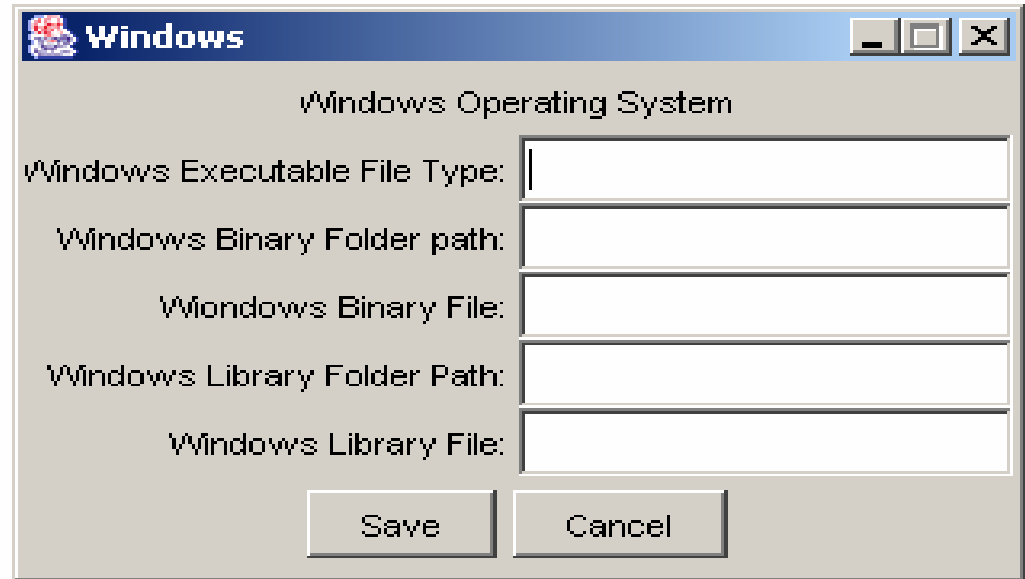 Windows
Windows Operating System
Windows Executable File Type:
Windows Binary Folder path:
Wiondows Binary File:
Windows Library Folder Path:
Windows Library File:
Save Cancel